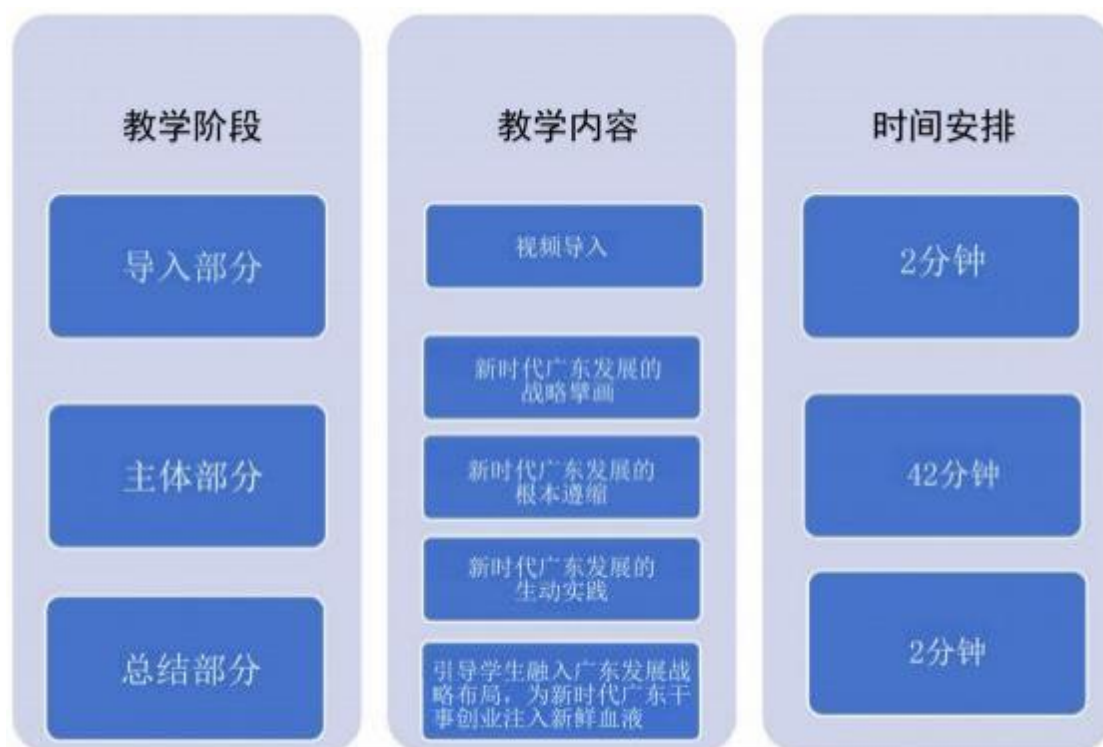 教学阶段
导入部分
主体部分
总结部分
教学内容
视频导入
新时代广东发展的
战略擘画
新时代广东发展的
根本遵缩
新时代广东发展的
生动实践
引导学生融入广东发展战
略布局，为新时代广东干
事创业注入新鲜血液
时间安排
2分钟
42分钟
2分钟